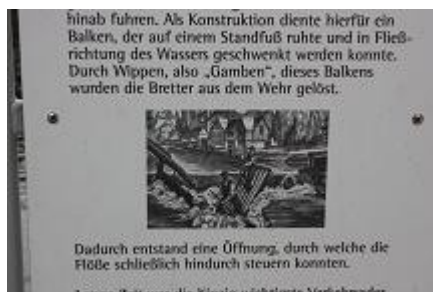 hinab fuhren. Als Konstruktion diente hierfür ein
Balken, der auf einem Standfuß ruhte und in Fließ-
richtung des Wassers geschwenkt werden konnte.
Durch Wippen, also „Gamben", dieses Balkens
wurden die Bretter aus dem Wehr gelöst.
Dadurch entstand eine Öffnung, durch welche die
Flöße schließlich hindurch steuern konnten.